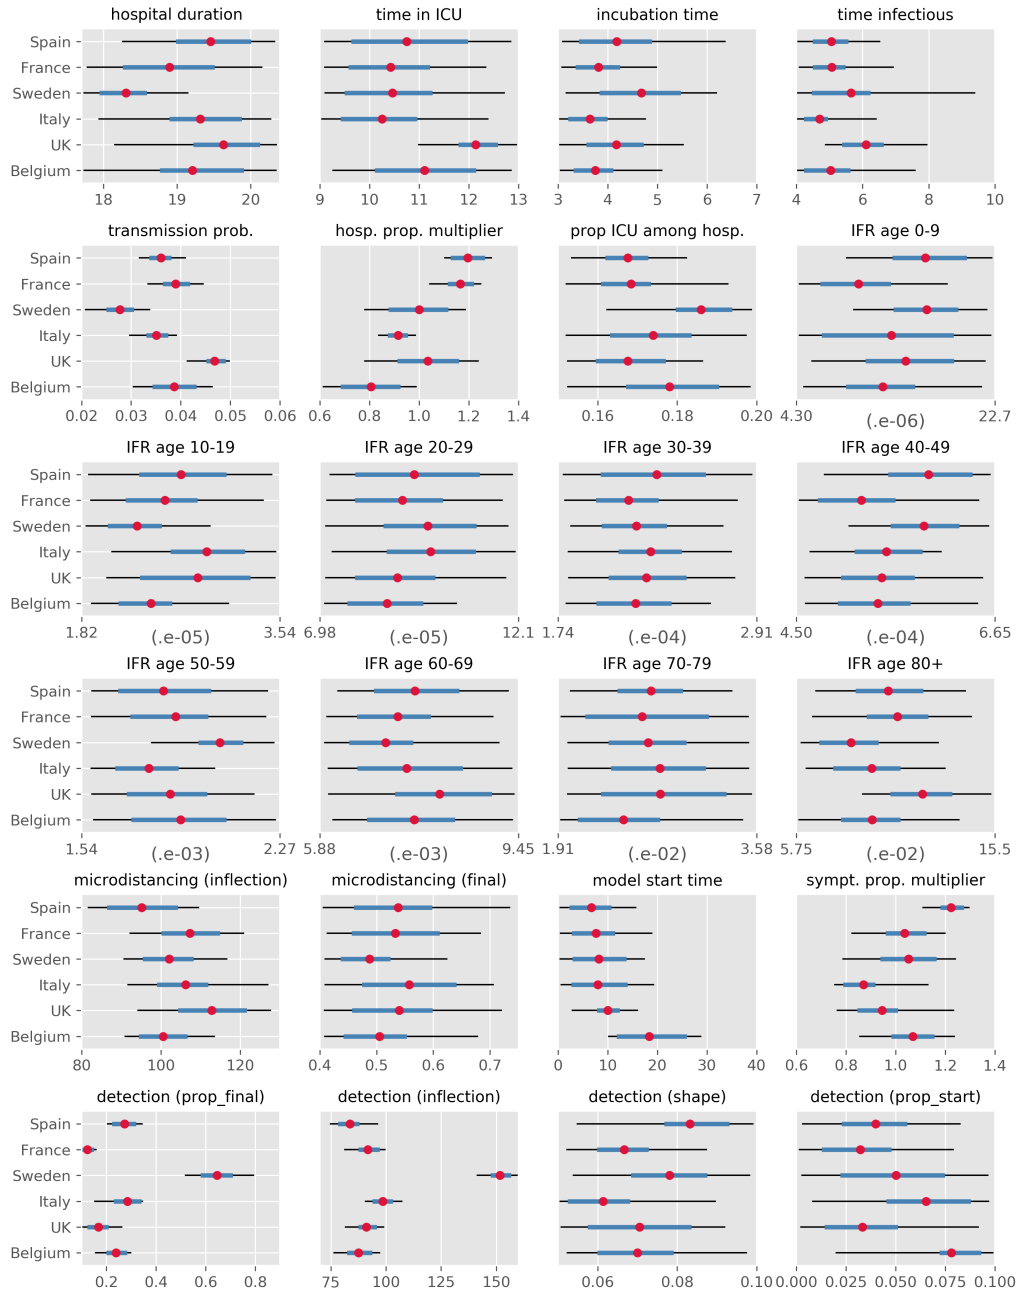 hospital duration time in ICU incubation time time infectious
Spain
France
Sweden
Italy
UK
Belgium
18 19 20 9 10 11 12 13 3 4 5 6 7 4 6 8 10
transmission prob. hosp. prop. multiplier prop ICU among hosp. IFR age 0-9
Spain
France
Sweden
Italy
UK
Belgium
0.02 0.03 0.04 0.05 0.06 0.6 0.8 1.0 1.2 1.4 0.16 0.18 0.20 4.30 22.7
(.e-06)
IFR age 10-19 IFR age 20-29 IFR age 30-39 IFR age 40-49
Spain
France
Sweden
Italy
UK
Belgium
1.82 (.e-05) 3.54 6.98 (.e-05) 12.1 1.74 (.e-04) 2.91 4.50 (.e-04) 6.65
IFR age 50-59 IFR age 60-69 IFR age 70-79 IFR age 80+
Spain
France
Sweden
Italy
UK
Belgium
1.54 (.e-03) 2.27 5.88 (.e-03) 9.45 1.91 (.e-02) 3.58 5.75 (.e-02) 15.5
microdistancing (inflection) microdistancing (final) model start time sympt. prop. multiplier
Spain
France
Sweden
Italy
UK
Belgium
80 100 120 0.4 0.5 0.6 0.7 0 10 20 30 40 0.6 0.8 1.0 1.2 1.4
detection (prop_final) detection (inflection) detection (shape) detection (prop_start)
Spain
France
Sweden
Italy
UK
Belgium
0.2 0.4 0.6 0.8 75 100 125 150 0.06 0.08 0.10 0.000 0.025 0.050 0.075 0.100